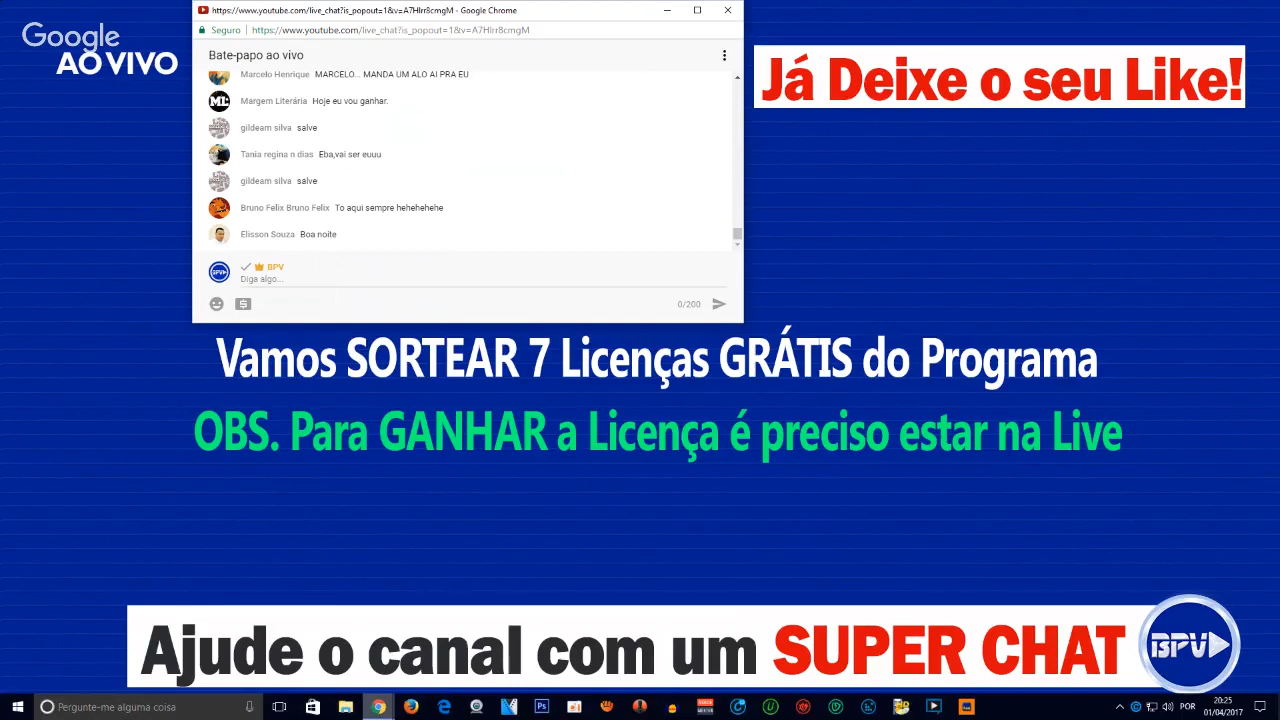 https://www.youtube.com/live_chat?is_popout=1&v=A7HIrr8cmgM - Google Chrome
Seguro https://www.youtube.com/live_chat?is_popout=1&v=A7HIrr8cmgM
Google
AO VIVO
Bate-papo ao vivo
Marcelo Henrique MARCELO... MANDA UM ALO AI PRA EU
Margem Literária Hoje eu vou ganhar.
gildeam silva salve
Tania regina n dias Eba,vai ser euuu
gildeam silva salve
Bruno Felix Bruno Felix To aqui sempre hehehehehe
Elisson Souza Boa noite
BPV
Diga algo...
0/200
Já Deixe o seu Like!
Vamos SORTEAR 7 Licenças GRÁTIS do Programa
OBS. Para GANHAR a Licença é preciso estar na Live
Ajude o canal com um SUPER CHAT
BPV
Pergunte-me alguma coisa
POR
20:25
01/04/2017